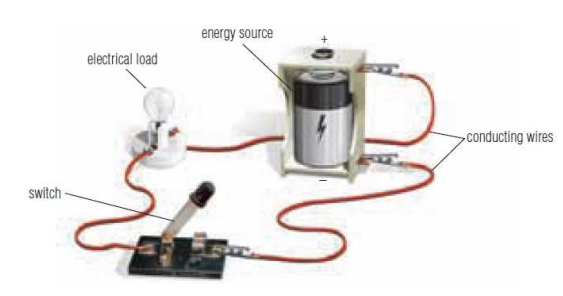 energy source
+
electrical load
conducting wires
−
switch